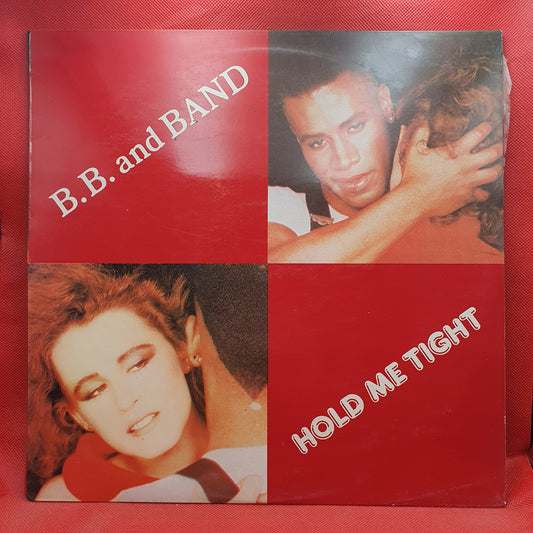 B.B. and BAND
HOLD ME TIGHT